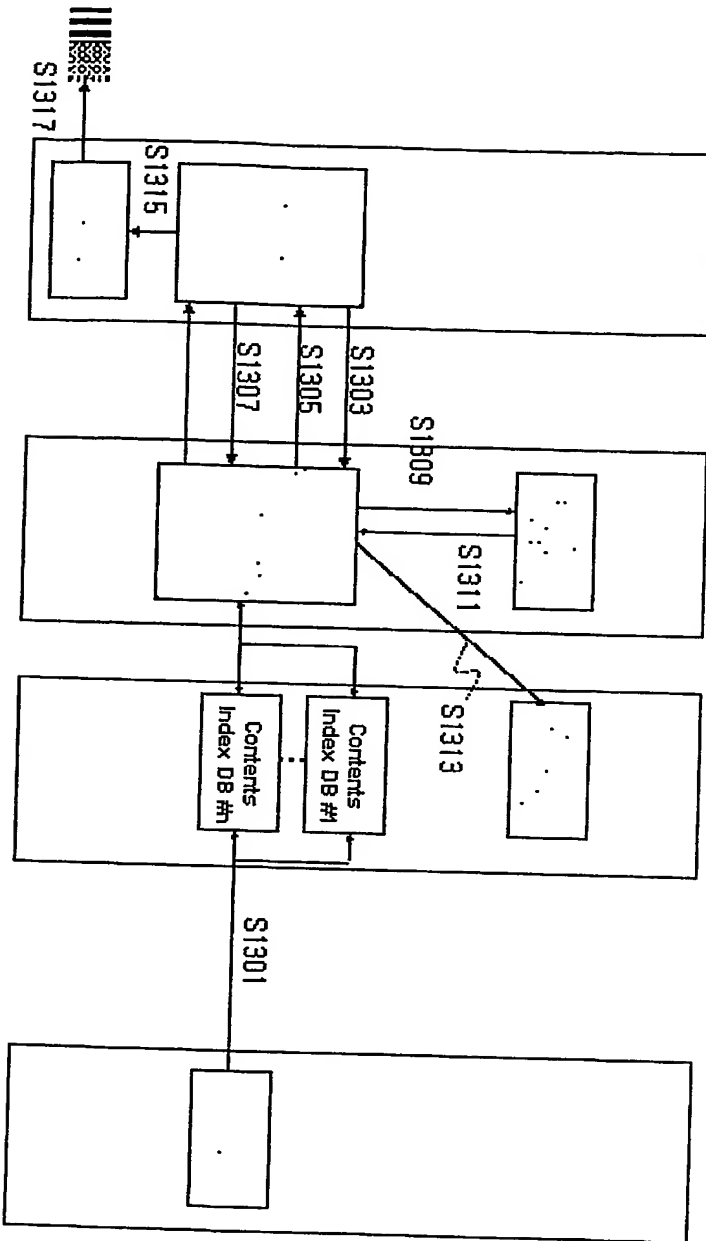 S1317
S1315
S1307
S1305
S1303
S1309
S1311
S1313
Contents
Index DB #1
Contents
Index DB #n
S1301